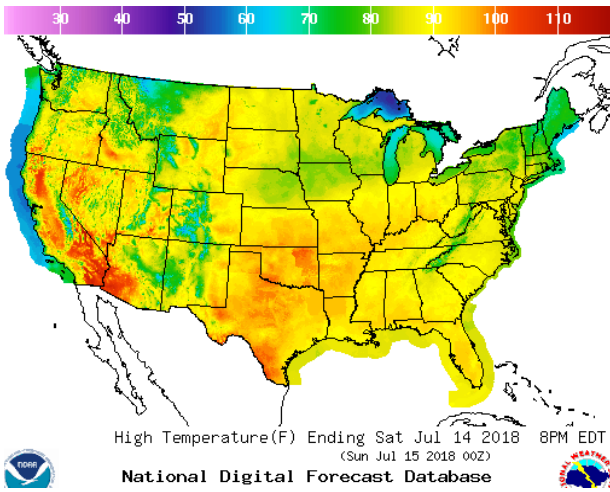 30 40 50 60 70 80 90 100 110
High Temperature(F) Ending Sat Jul 14 2018 8PM EDT
(Sun Jul 15 2018 00Z)
National Digital Forecast Database
NOAA